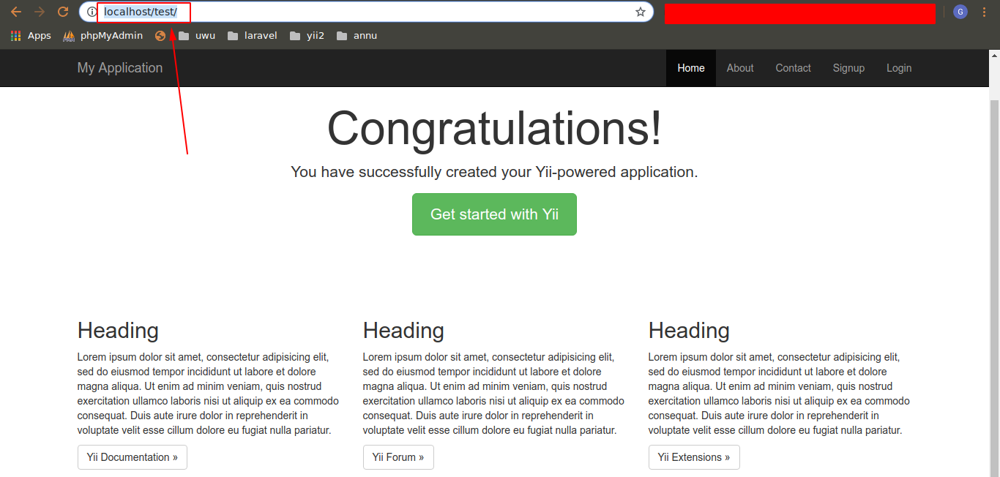 localhost/test/
G
Apps phpMyAdmin uwu laravel yii2 annu
My Application Home About Contact Signup Login
Congratulations!
You have successfully created your Yii-powered application.
Get started with Yii
Heading
Lorem ipsum dolor sit amet, consectetur adipisicing elit,
sed do eiusmod tempor incididunt ut labore et dolore
magna aliqua. Ut enim ad minim veniam, quis nostrud
exercitation ullamco laboris nisi ut aliquip ex ea commodo
consequat. Duis aute irure dolor in reprehenderit in
voluptate velit esse cillum dolore eu fugiat nulla pariatur.
Yii Documentation »
Heading
Lorem ipsum dolor sit amet, consectetur adipisicing elit,
sed do eiusmod tempor incididunt ut labore et dolore
magna aliqua. Ut enim ad minim veniam, quis nostrud
exercitation ullamco laboris nisi ut aliquip ex ea commodo
consequat. Duis aute irure dolor in reprehenderit in
voluptate velit esse cillum dolore eu fugiat nulla pariatur.
Yii Forum »
Heading
Lorem ipsum dolor sit amet, consectetur adipisicing elit,
sed do eiusmod tempor incididunt ut labore et dolore
magna aliqua. Ut enim ad minim veniam, quis nostrud
exercitation ullamco laboris nisi ut aliquip ex ea commodo
consequat. Duis aute irure dolor in reprehenderit in
voluptate velit esse cillum dolore eu fugiat nulla pariatur.
Yii Extensions »